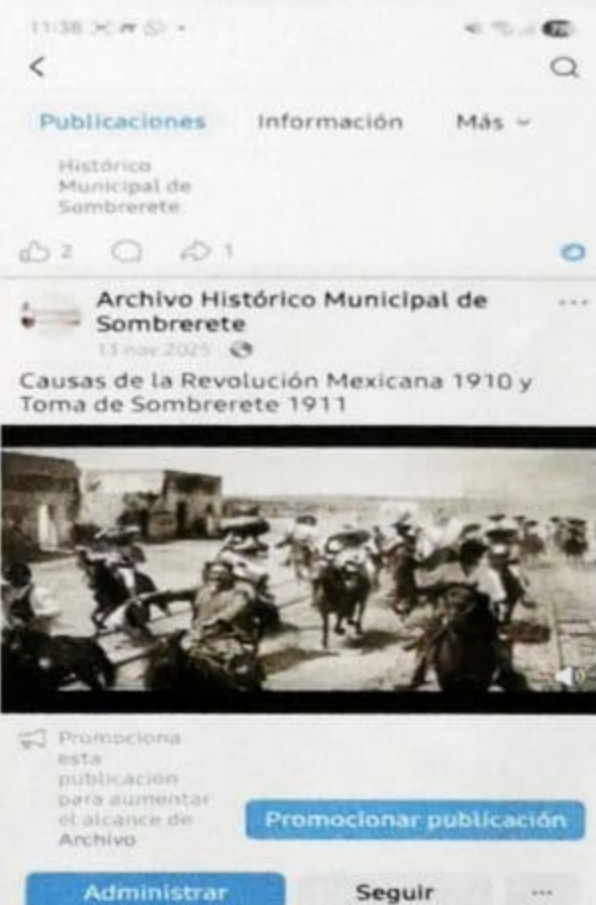 11:38
Publicaciones Información Más
Histórico
Municipal de
Sombrerete
2 1
Archivo Histórico Municipal de
Sombrerete
13 nov 2025
Causas de la Revolución Mexicana 1910 y
Toma de Sombrerete 1911
Promociona
esta
publicación
para aumentar
el alcance de
Archivo
Promocionar publicación
Administrar Seguir